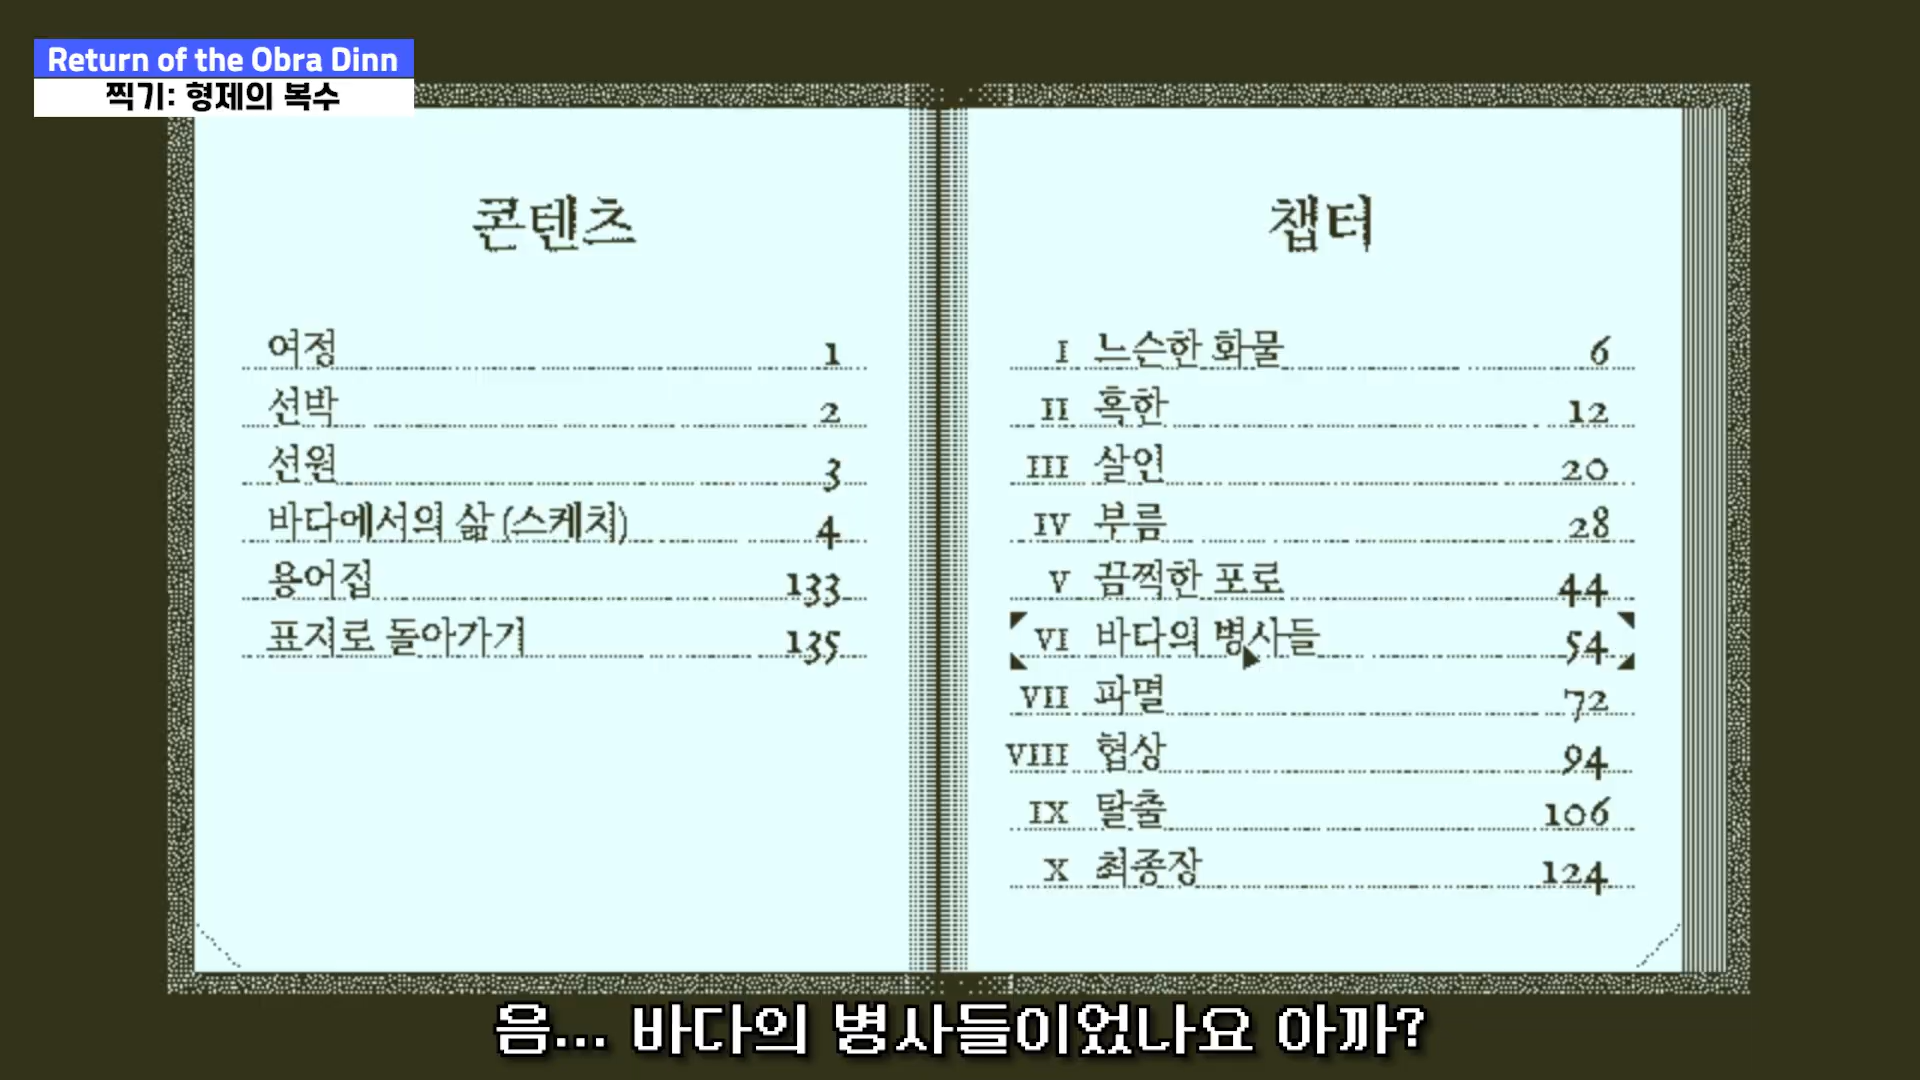 Return of the Obra Dinn
찍기: 형제의 복수
콘텐츠
여정 1
선박 2
선원 3
바다에서의 삶 (스케치) 4
용어집 133
표지로 돌아가기 135
챕터
I 느슨한 화물 6
II 혹한 12
III 살인 20
IV 부름 28
V 끔찍한 포로 44
VI 바다의 병사들 54
VII 파멸 72
VIII 협상 94
IX 탈출 106
X 최종장 124
음... 바다의 병사들이었나요 아까?